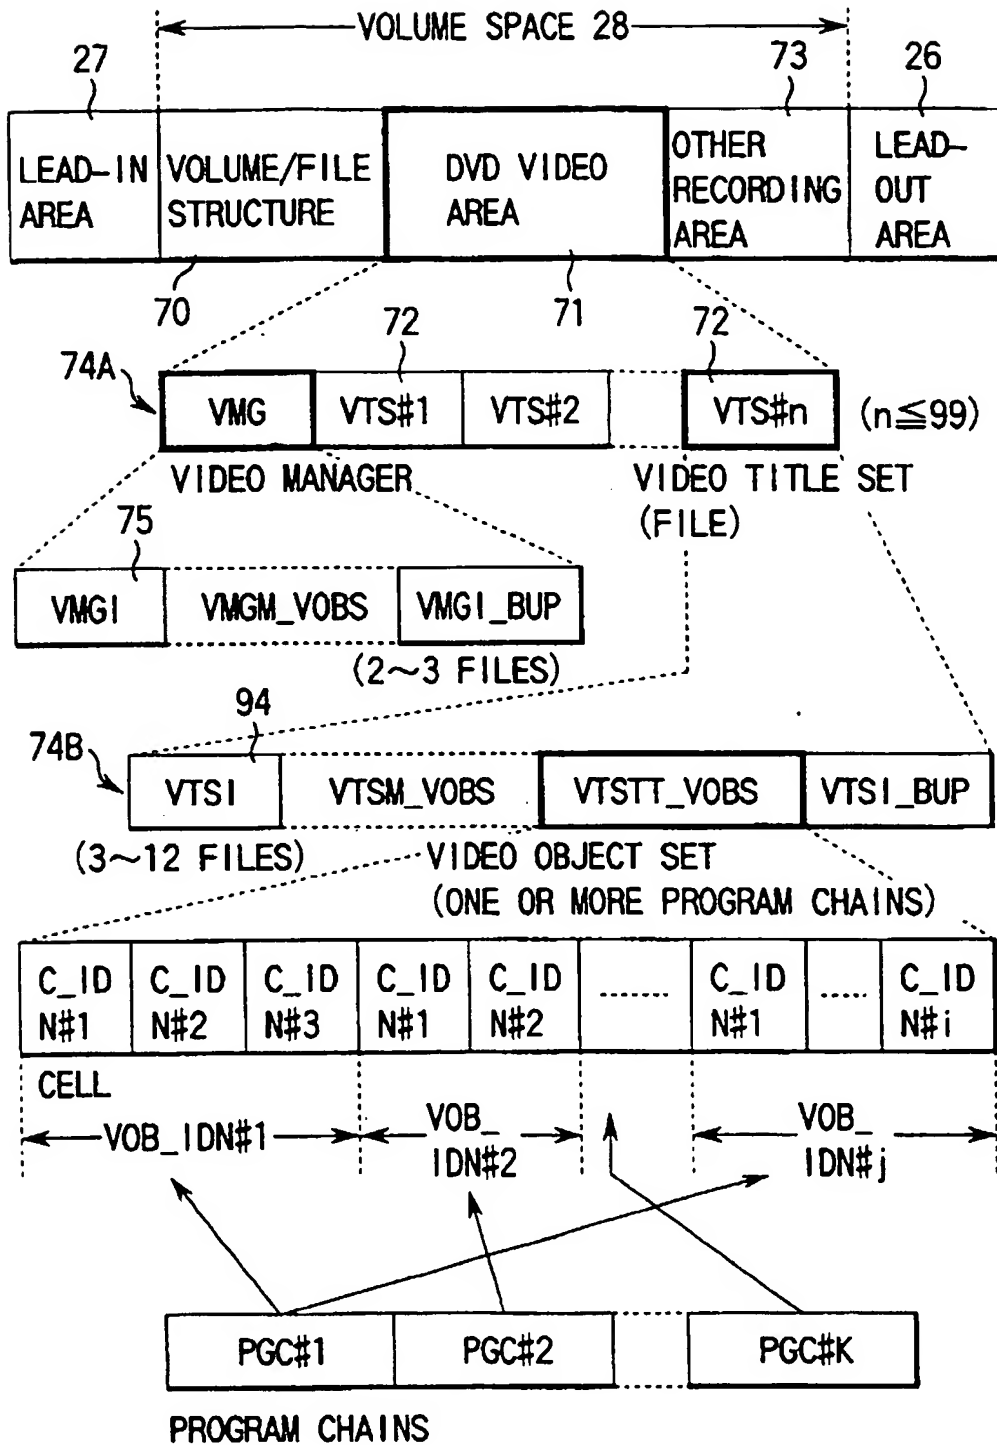 VOLUME SPACE 28
27
73
26
LEAD-IN
AREA
VOLUME/FILE
STRUCTURE
DVD VIDEO
AREA
OTHER
RECORDING
AREA
LEAD-
OUT
AREA
70
71
72
72
74A
VMG
VTS#1
VTS#2
VTS#n
(n≦99)
VIDEO MANAGER
VIDEO TITLE SET
(FILE)
75
VMGI
VMGM_VOBS
VMGI_BUP
(2~3 FILES)
94
74B
VTSI
VTSM_VOBS
VTSTT_VOBS
VTSI_BUP
(3~12 FILES)
VIDEO OBJECT SET
(ONE OR MORE PROGRAM CHAINS)
C_ID
N#1
C_ID
N#2
C_ID
N#3
C_ID
N#1
C_ID
N#2
........
C_ID
N#1
.....
C_ID
N#i
CELL
VOB_IDN#1
VOB_
IDN#2
VOB_
IDN#j
PGC#1
PGC#2
PGC#K
PROGRAM CHAINS